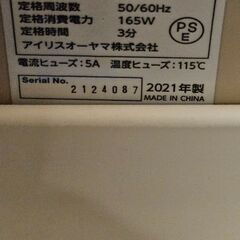 定格周波数 50/60Hz
定格消費電力 165W
定格時間 3分
アイリスオーヤマ株式会社
PS
E
電流ヒューズ:5A 温度ヒューズ:115℃
Serial No.
2124087
2021年製
MADE IN CHINA